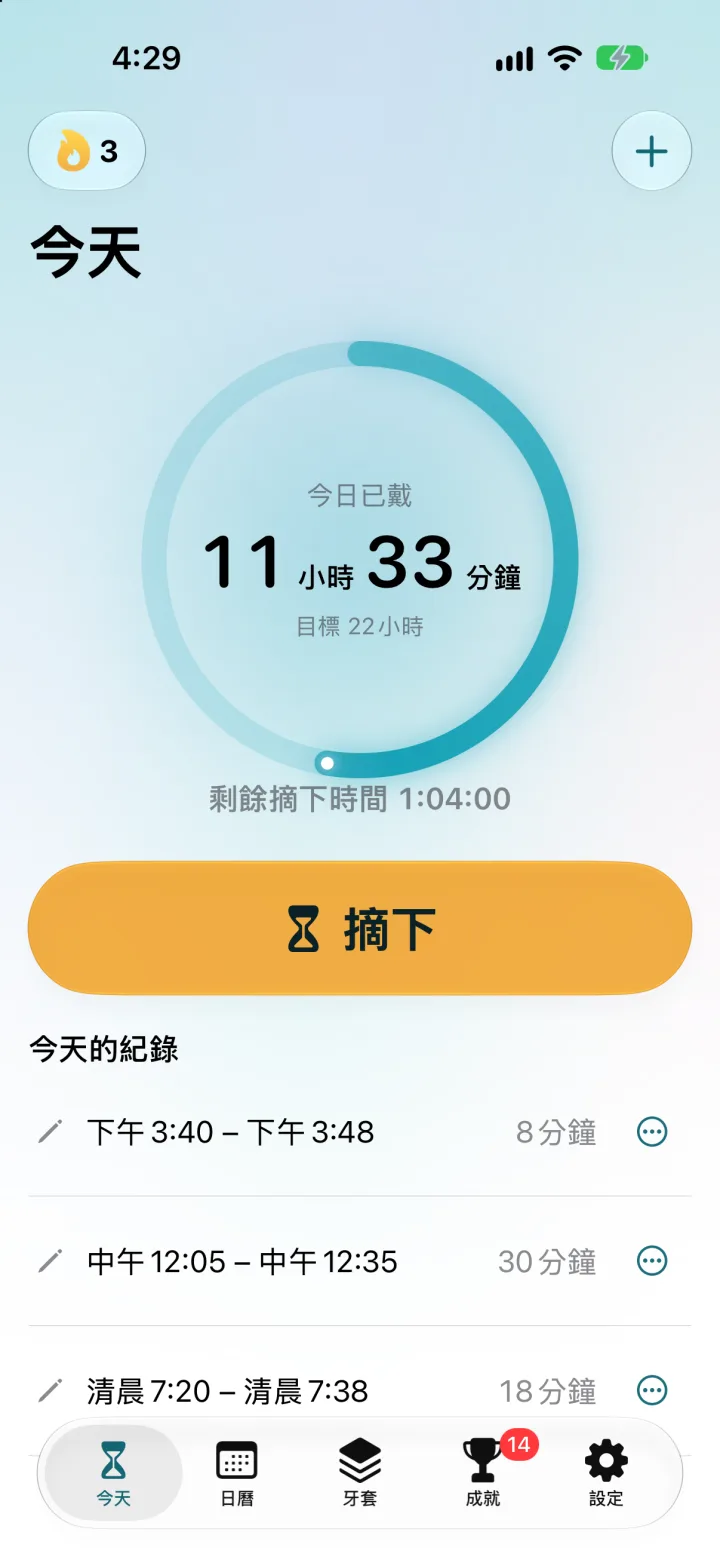 4:29
3
今天
今日已戴
11 小時 33 分鐘
目標 22小時
剩餘摘下時間 1:04:00
摘下
今天的紀錄
下午 3:40 – 下午 3:48 8 分鐘
中午 12:05 – 中午 12:35 30 分鐘
清晨 7:20 – 清晨 7:38 18 分鐘
14
今天 日曆 牙套 成就 設定